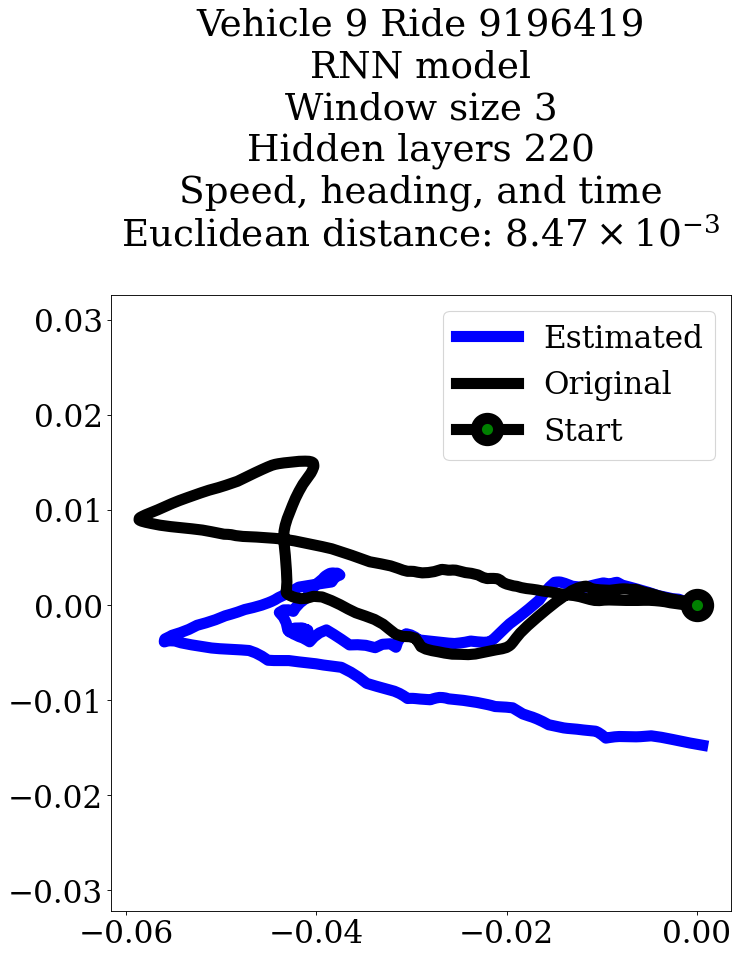 Vehicle 9 Ride 9196419
RNN model
Window size 3
Hidden layers 220
Speed, heading, and time
Euclidean distance: 8.47 × 10⁻³
Estimated
Original
Start
0.03
0.02
0.01
0.00
−0.01
−0.02
−0.03
−0.06
−0.04
−0.02
0.00